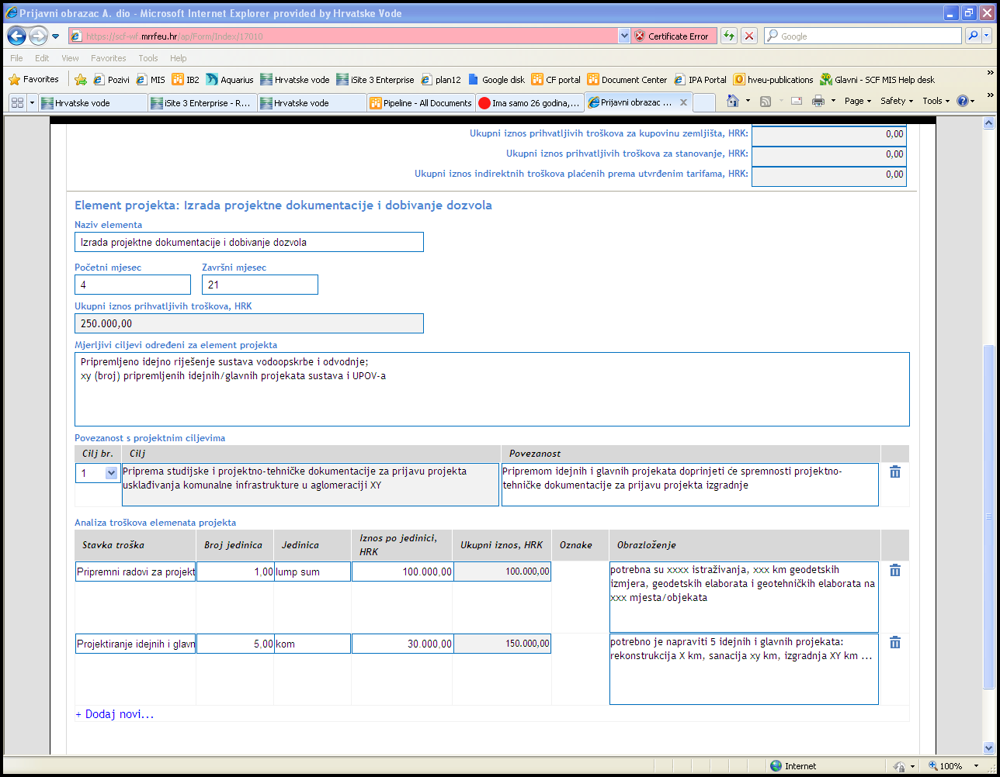 Prijavni obrazac A. dio - Microsoft Internet Explorer provided by Hrvatske Vode
https://scf-wf.mrrfeu.hr/ap/Form/Index/17010
Certificate Error
Google
File Edit View Favorites Tools Help
Favorites Pozivi MIS IB2 Aquarius Hrvatske vode iSite 3 Enterprise plan12 Google disk CF portal Document Center IPA Portal hveu-publications Glavni - SCF MIS Help desk
Hrvatske vode iSite 3 Enterprise - R... Hrvatske vode Pipeline - All Documents Ima samo 26 godina,... Prijavni obrazac ... Page Safety Tools
Ukupni iznos prihvatljivih troškova za kupovinu zemljišta, HRK: 0,00
Ukupni iznos prihvatljivih troškova za stanovanje, HRK: 0,00
Ukupni iznos indirektnih troškova plaćenih prema utvrđenim tarifama, HRK: 0,00
Element projekta: Izrada projektne dokumentacije i dobivanje dozvola
Naziv elementa
Izrada projektne dokumentacije i dobivanje dozvola
Početni mjesec Završni mjesec
4 21
Ukupni iznos prihvatljivih troškova, HRK
250.000,00
Mjerljivi ciljevi određeni za element projekta
Pripremljeno idejno riješenje sustava vodoopskrbe i odvodnje;
xy (broj) pripremljenih idejnih/glavnih projekata sustava i UPOV-a
Povezanost s projektnim ciljevima
Cilj br. Cilj Povezanost
1 Priprema studijske i projektno-tehničke dokumentacije za prijavu projekta Pripremom idejnih i glavnih projekata doprinjeti će spremnosti projektno-
usklađivanja komunalne infrastrukture u aglomeraciji XY tehničke dokumentacije za prijavu projekta izgradnje
Analiza troškova elemenata projekta
Stavka troška Broj jedinica Jedinica Iznos po jedinici, HRK Ukupni iznos, HRK Oznake Obrazloženje
Pripremni radovi za projekt 1,00 lump sum 100.000,00 100.000,00 potrebna su xxxx istraživanja, xxx km geodetskih
izmjera, geodetskih elaborata i geotehničkih elaborata na
xxx mjesta/objekata
Projektiranje idejnih i glavn 5,00 kom 30.000,00 150.000,00 potrebno je napraviti 5 idejnih i glavnih projekata:
rekonstrukcija X km, sanacija xy km, izgradnja XY km ...
+ Dodaj novi...
Internet 100%